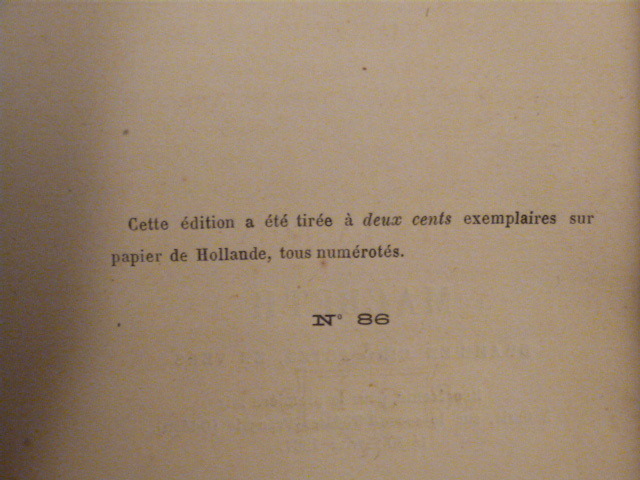 Cette édition a été tirée à deux cents exemplaires sur
papier de Hollande, tous numérotés.
N° 86